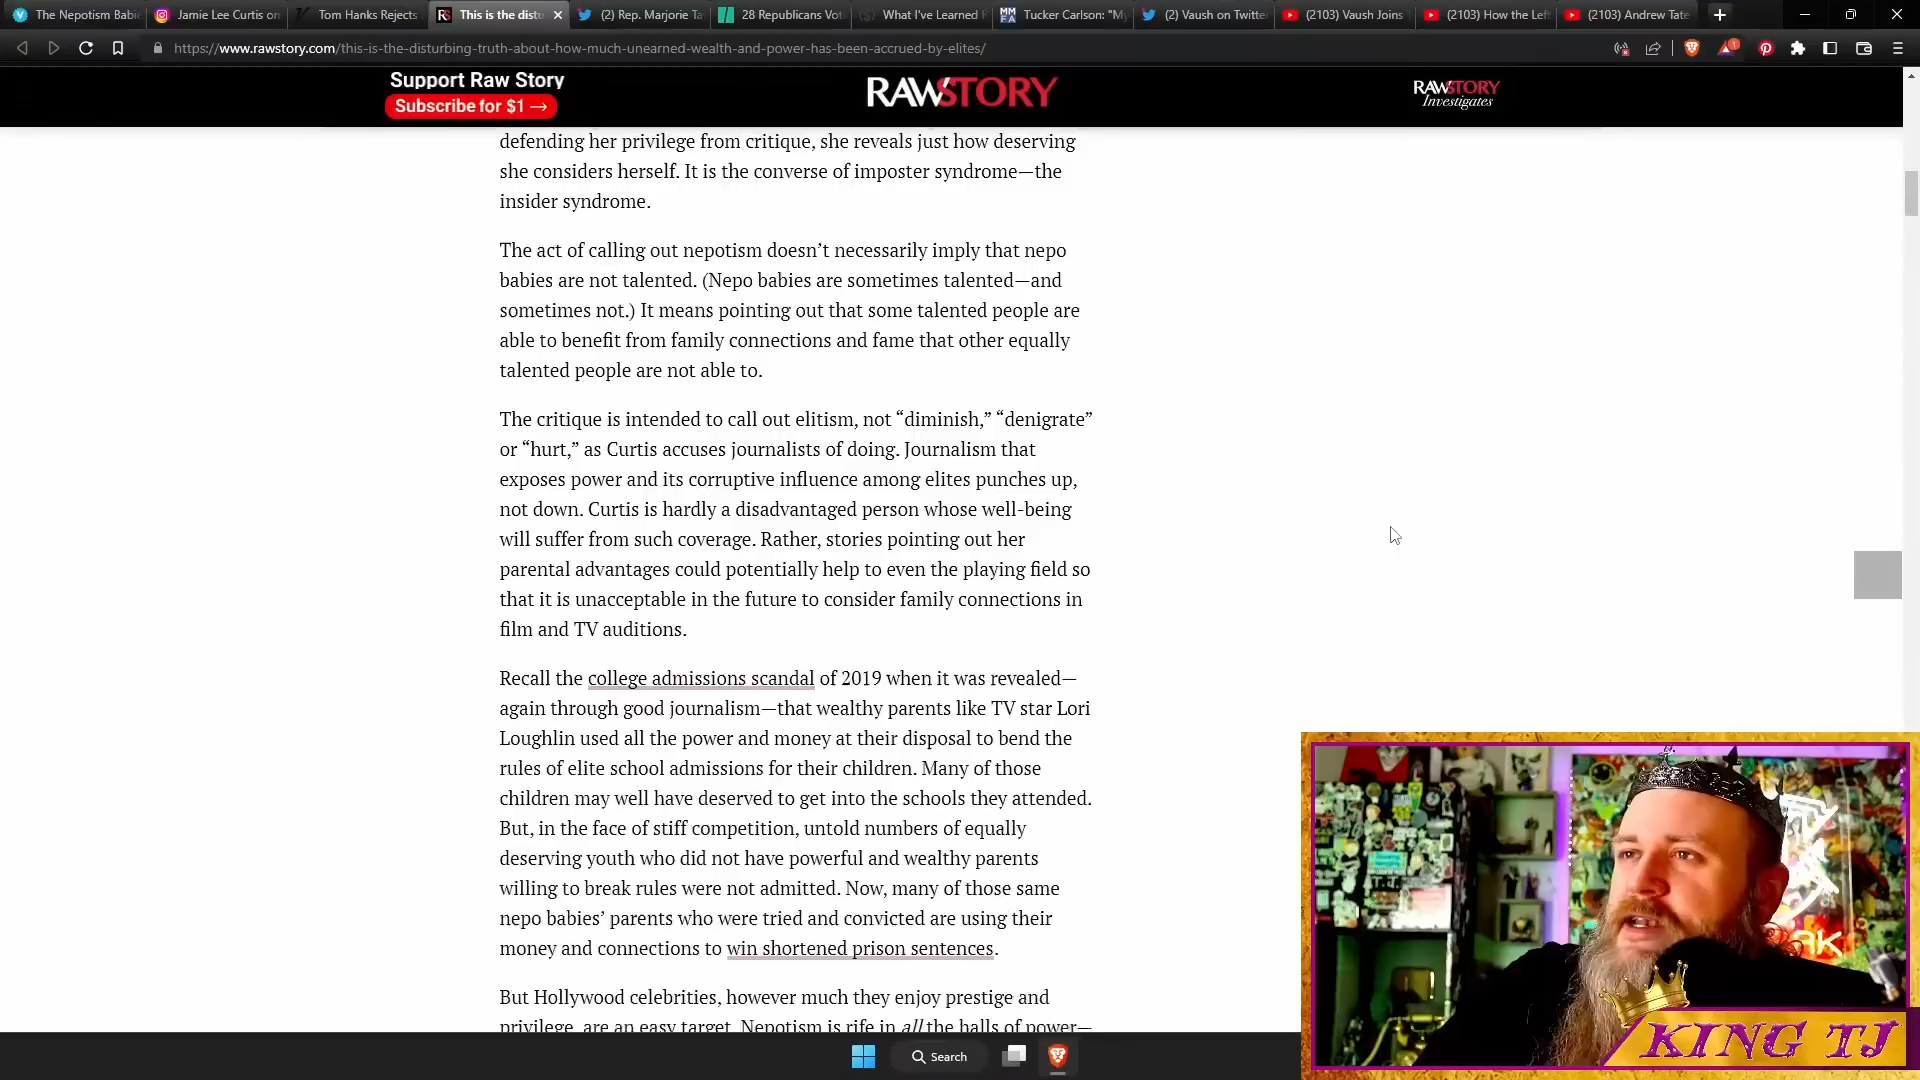 The Nepotism Babi
Jamie Lee Curtis on
Tom Hanks Rejects
This is the distu
(2) Rep. Marjorie Ta
28 Republicans Vot
What I've Learned F
Tucker Carlson: "My
(2) Vaush on Twitte
(2103) Vaush Joins
(2103) How the Left
(2103) Andrew Tate
https://www.rawstory.com/this-is-the-disturbing-truth-about-how-much-unearned-wealth-and-power-has-been-accrued-by-elites/
Support Raw Story
Subscribe for $1 →
RAWSTORY
RAWSTORY
Investigates
defending her privilege from critique, she reveals just how deserving
she considers herself. It is the converse of imposter syndrome—the
insider syndrome.
The act of calling out nepotism doesn’t necessarily imply that nepo
babies are not talented. (Nepo babies are sometimes talented—and
sometimes not.) It means pointing out that some talented people are
able to benefit from family connections and fame that other equally
talented people are not able to.
The critique is intended to call out elitism, not “diminish,” “denigrate”
or “hurt,” as Curtis accuses journalists of doing. Journalism that
exposes power and its corruptive influence among elites punches up,
not down. Curtis is hardly a disadvantaged person whose well-being
will suffer from such coverage. Rather, stories pointing out her
parental advantages could potentially help to even the playing field so
that it is unacceptable in the future to consider family connections in
film and TV auditions.
Recall the college admissions scandal of 2019 when it was revealed—
again through good journalism—that wealthy parents like TV star Lori
Loughlin used all the power and money at their disposal to bend the
rules of elite school admissions for their children. Many of those
children may well have deserved to get into the schools they attended.
But, in the face of stiff competition, untold numbers of equally
deserving youth who did not have powerful and wealthy parents
willing to break rules were not admitted. Now, many of those same
nepo babies’ parents who were tried and convicted are using their
money and connections to win shortened prison sentences.
But Hollywood celebrities, however much they enjoy prestige and
privilege, are an easy target. Nepotism is rife in all the halls of power—
Search
KING TJ